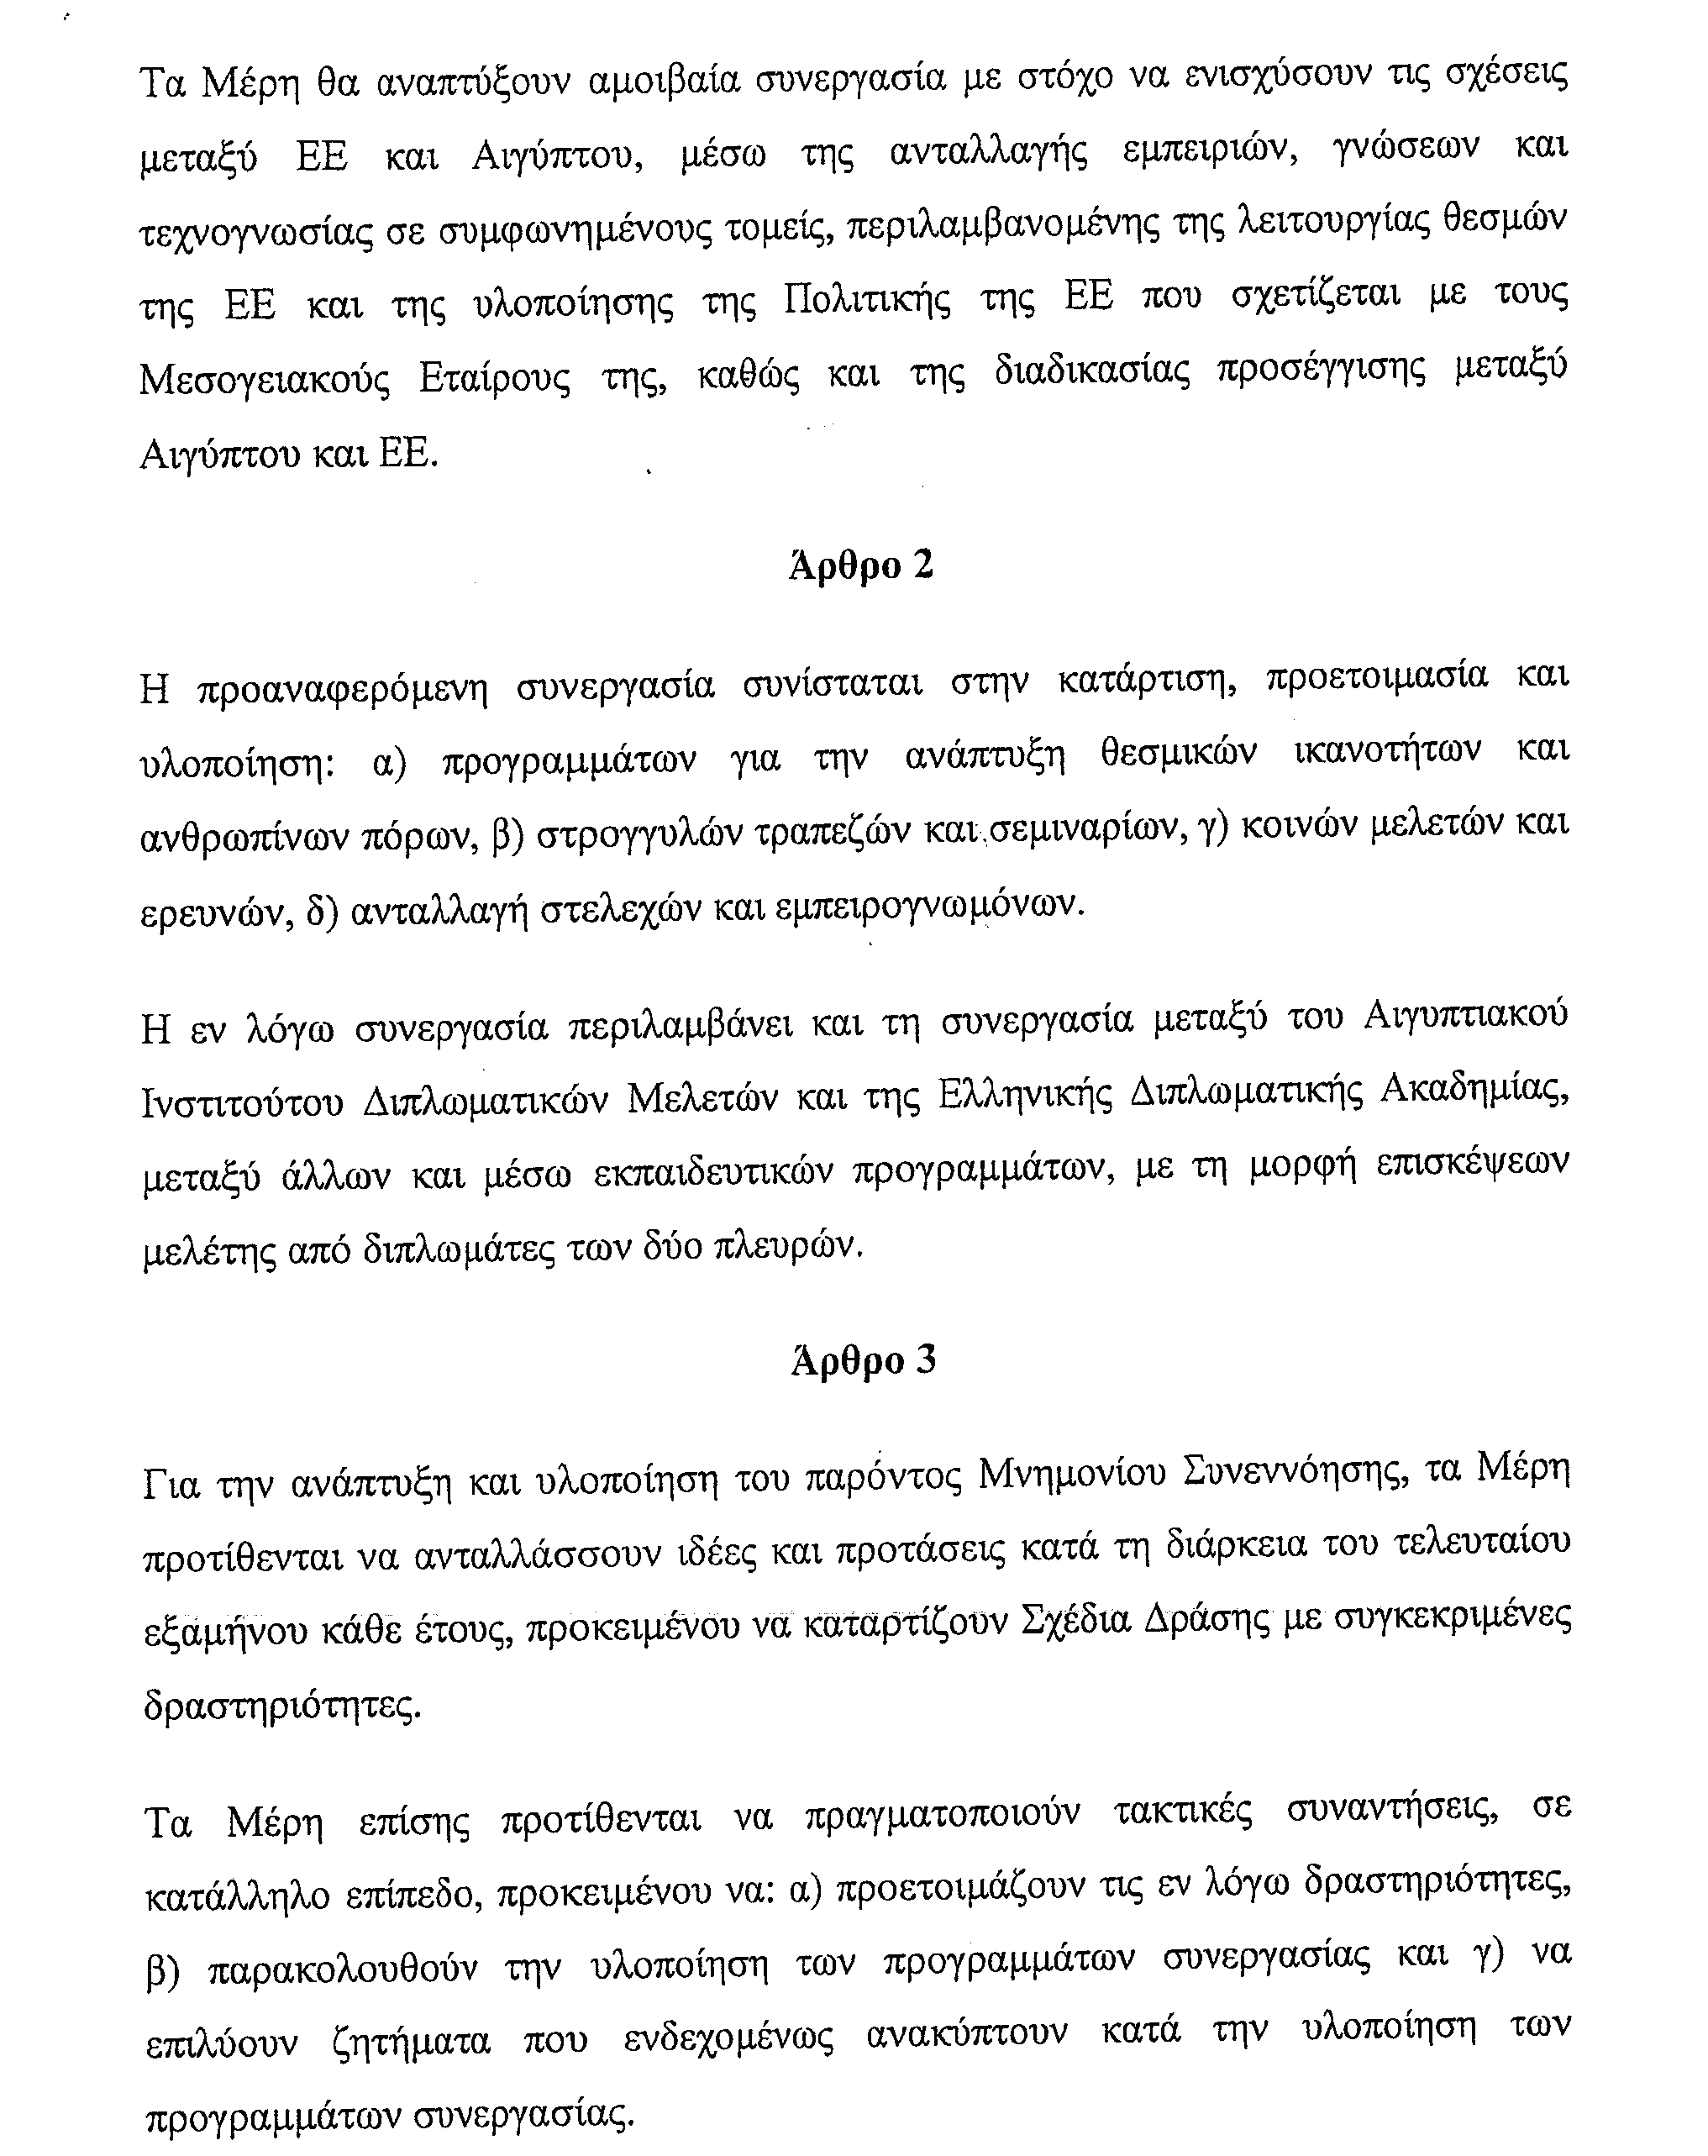 Τα Μέρη θα αναπτύξουν αμοιβαία συνεργασία με στόχο να ενισχύσουν τις σχέσεις
μεταξύ ΕΕ και Αιγύπτου, μέσω της ανταλλαγής εμπειριών, γνώσεων και
τεχνογνωσίας σε συμφωνημένους τομείς, περιλαμβανομένης της λειτουργίας θεσμών
της ΕΕ και της υλοποίησης της Πολιτικής της ΕΕ που σχετίζεται με τους
Μεσογειακούς Εταίρους της, καθώς και της διαδικασίας προσέγγισης μεταξύ
Αιγύπτου και ΕΕ.
Άρθρο 2
Η προαναφερόμενη συνεργασία συνίσταται στην κατάρτιση, προετοιμασία και
υλοποίηση: α) προγραμμάτων για την ανάπτυξη θεσμικών ικανοτήτων και
ανθρωπίνων πόρων, β) στρογγυλών τραπεζών και σεμιναρίων, γ) κοινών μελετών και
ερευνών, δ) ανταλλαγή στελεχών και εμπειρογνωμόνων.
Η εν λόγω συνεργασία περιλαμβάνει και τη συνεργασία μεταξύ του Αιγυπτιακού
Ινστιτούτου Διπλωματικών Μελετών και της Ελληνικής Διπλωματικής Ακαδημίας,
μεταξύ άλλων και μέσω εκπαιδευτικών προγραμμάτων, με τη μορφή επισκέψεων
μελέτης από διπλωμάτες των δύο πλευρών.
Άρθρο 3
Για την ανάπτυξη και υλοποίηση του παρόντος Μνημονίου Συνεννόησης, τα Μέρη
προτίθενται να ανταλλάσσουν ιδέες και προτάσεις κατά τη διάρκεια του τελευταίου
εξαμήνου κάθε έτους, προκειμένου να καταρτίζουν Σχέδια Δράσης με συγκεκριμένες
δραστηριότητες.
Τα Μέρη επίσης προτίθενται να πραγματοποιούν τακτικές συναντήσεις, σε
κατάλληλο επίπεδο, προκειμένου να: α) προετοιμάζουν τις εν λόγω δραστηριότητες,
β) παρακολουθούν την υλοποίηση των προγραμμάτων συνεργασίας και γ) να
επιλύουν ζητήματα που ενδεχομένως ανακύπτουν κατά την υλοποίηση των
προγραμμάτων συνεργασίας.